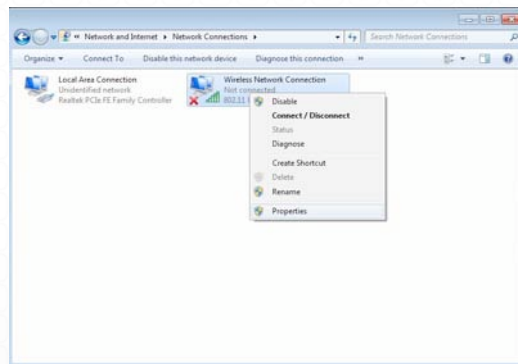 « Network and Internet ▸ Network Connections ▸
Search Network Connections
Organize ▾ Connect To Disable this network device Diagnose this connection »
Local Area Connection
Unidentified network
Realtek PCIe FE Family Controller
Wireless Network Connection
Not connected
802.11
Disable
Connect / Disconnect
Status
Diagnose
Create Shortcut
Delete
Rename
Properties